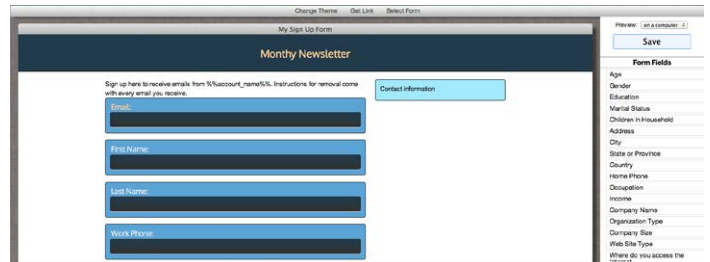 Change Theme Get Link Select Form
My Sign Up Form
Monthy Newsletter
Sign up here to receive emails from %%account_name%%. Instructions for removal come
with every email you receive.
Email:
First Name:
Last Name:
Work Phone:
Contact information
Preview: on a computer
Save
Form Fields
Age
Gender
Education
Marital Status
Children in Household
Address
City
State or Province
Country
Home Phone
Occupation
Income
Company Name
Organization Type
Company Size
Web Site Type
Where do you access the